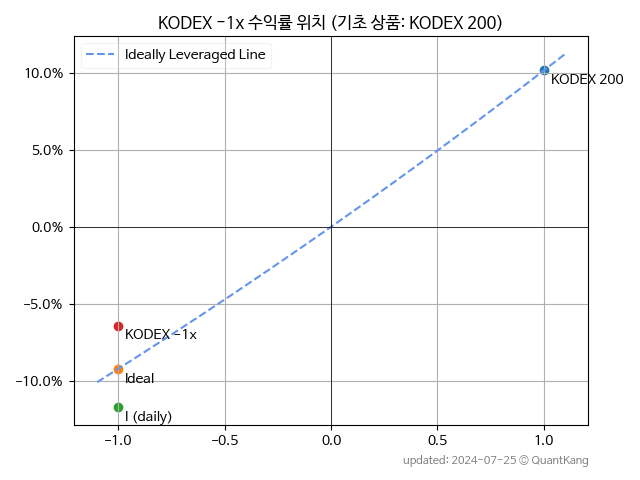 KODEX -1x 수익률 위치 (기초 상품: KODEX 200)
Ideally Leveraged Line
10.0%
5.0%
0.0%
-5.0%
-10.0%
KODEX 200
KODEX -1x
Ideal
I (daily)
-1.0
-0.5
0.0
0.5
1.0
updated: 2024-07-25 © QuantKang